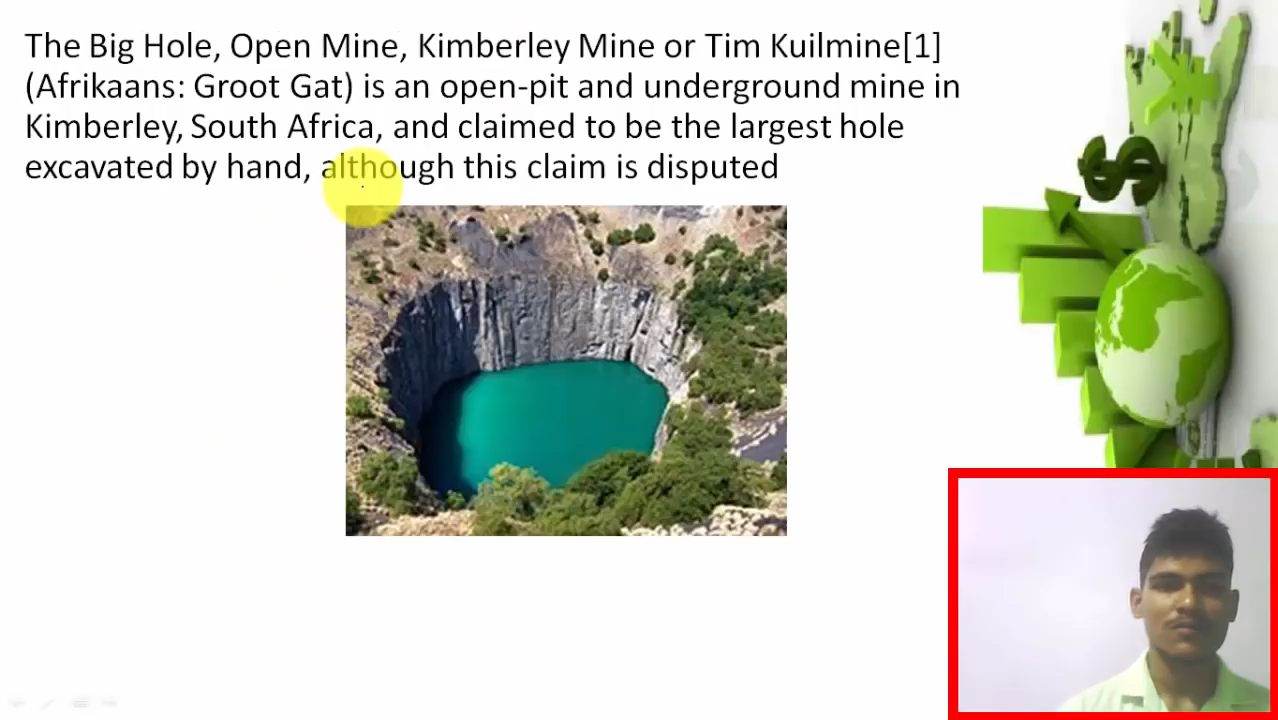 The Big Hole, Open Mine, Kimberley Mine or Tim Kuilmine[1]
(Afrikaans: Groot Gat) is an open-pit and underground mine in
Kimberley, South Africa, and claimed to be the largest hole
excavated by hand, although this claim is disputed